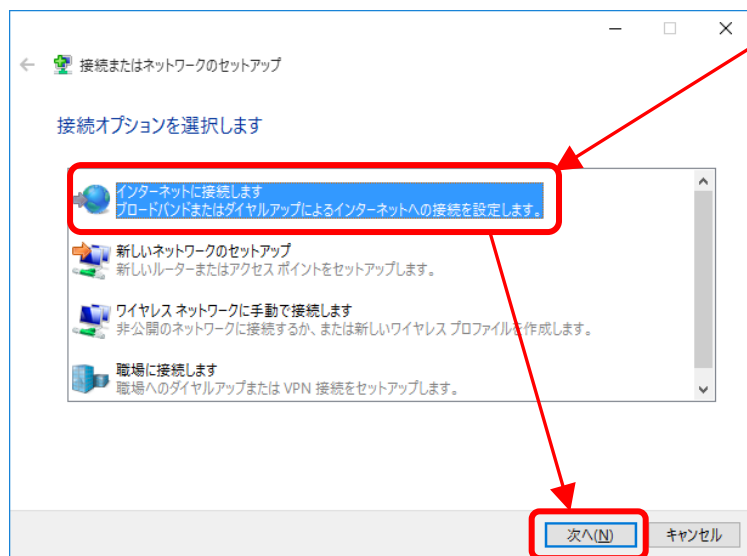 接続またはネットワークのセットアップ
接続オプションを選択します
インターネットに接続します
ブロードバンドまたはダイヤルアップによるインターネットへの接続を設定します。
新しいネットワークのセットアップ
新しいルーターまたはアクセス ポイントをセットアップします。
ワイヤレス ネットワークに手動で接続します
非公開のネットワークに接続するか、または新しいワイヤレス プロファイルを作成します。
職場に接続します
職場へのダイヤルアップまたは VPN 接続をセットアップします。
次へ(N) キャンセル